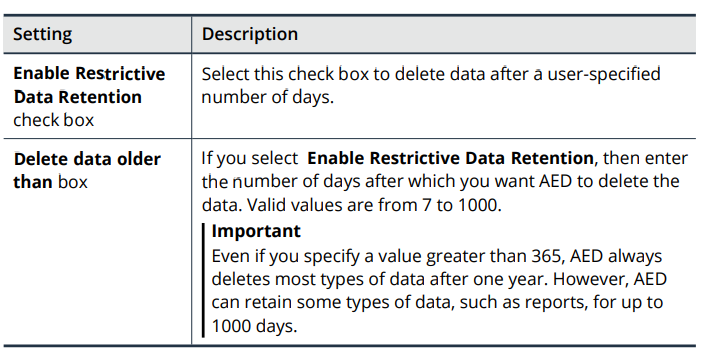 Setting Description
Enable Restrictive
Data Retention
check box
Select this check box to delete data after a user-specified
number of days.
Delete data older
than box
If you select Enable Restrictive Data Retention, then enter
the number of days after which you want AED to delete the
data. Valid values are from 7 to 1000.
Important
Even if you specify a value greater than 365, AED always
deletes most types of data after one year. However, AED
can retain some types of data, such as reports, for up to
1000 days.